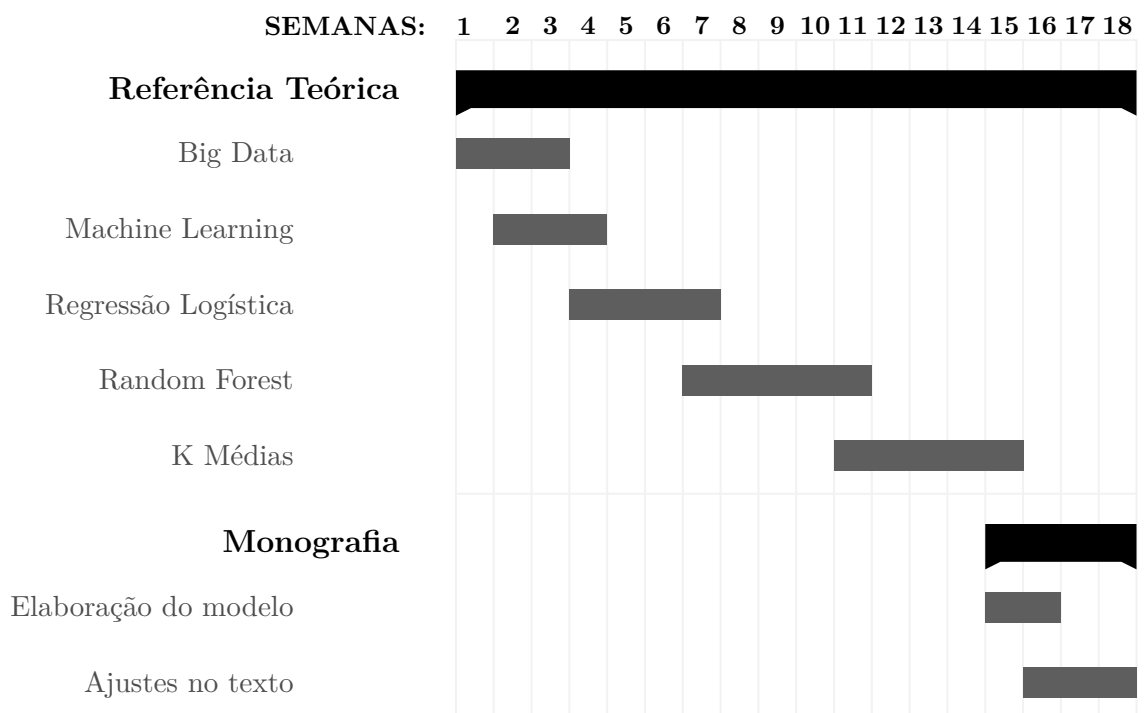 SEMANAS: 1 2 3 4 5 6 7 8 9 10 11 12 13 14 15 16 17 18
Referência Teórica
Big Data
Machine Learning
Regressão Logística
Random Forest
K Médias
Monografia
Elaboração do modelo
Ajustes no texto